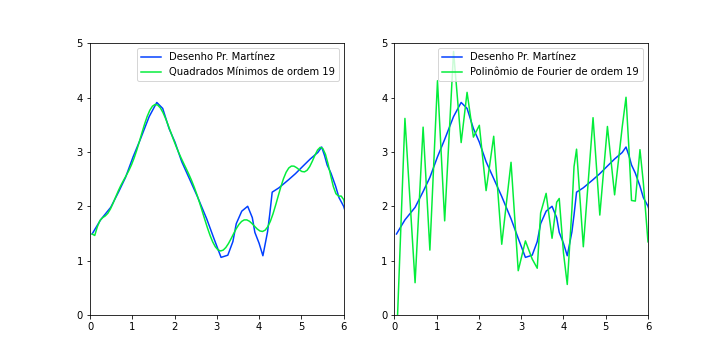 Desenho Pr. Martínez
Quadrados Mínimos de ordem 19
5
4
3
2
1
0
0 1 2 3 4 5 6
Desenho Pr. Martínez
Polinômio de Fourier de ordem 19
5
4
3
2
1
0
0 1 2 3 4 5 6